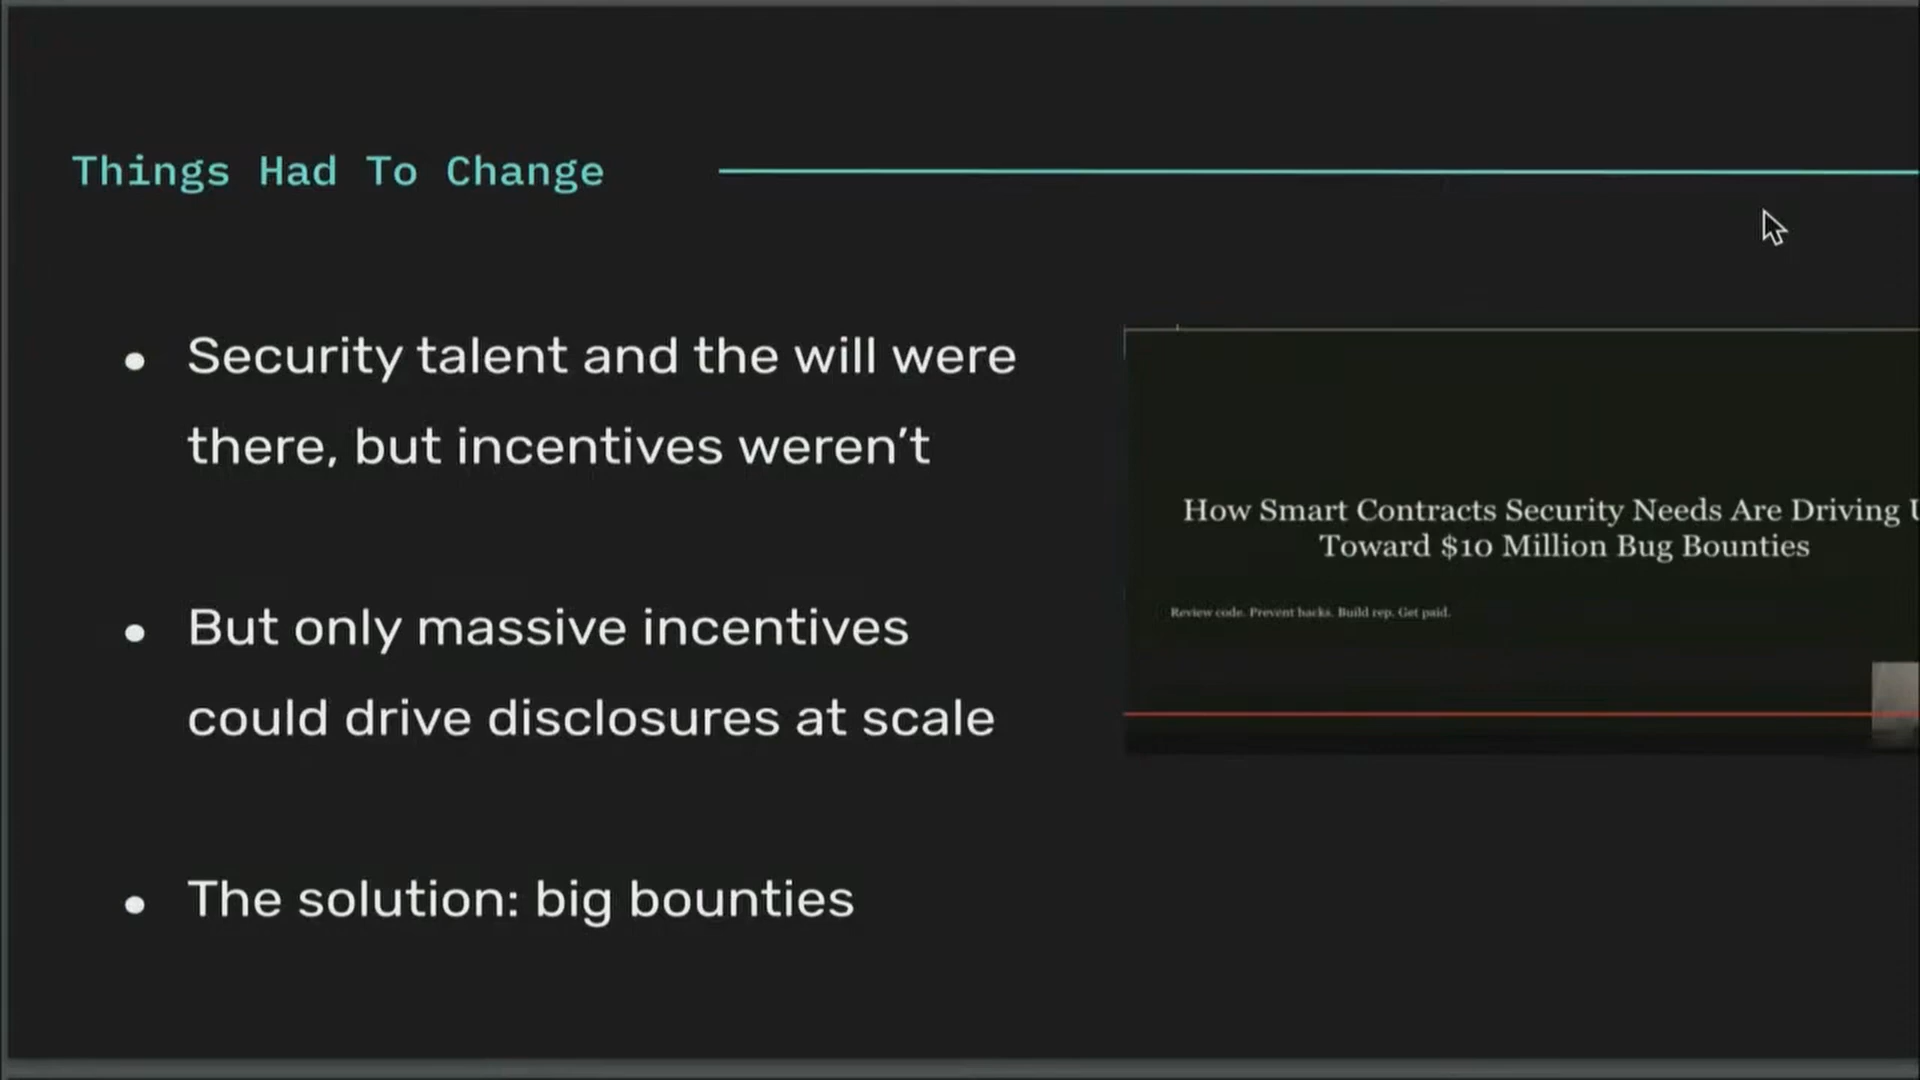 Things Had To Change
Security talent and the will were
there, but incentives weren’t
But only massive incentives
could drive disclosures at scale
The solution: big bounties
How Smart Contracts Security Needs Are Driving
Toward $10 Million Bug Bounties
Review code. Prevent hacks. Build rep. Get paid.